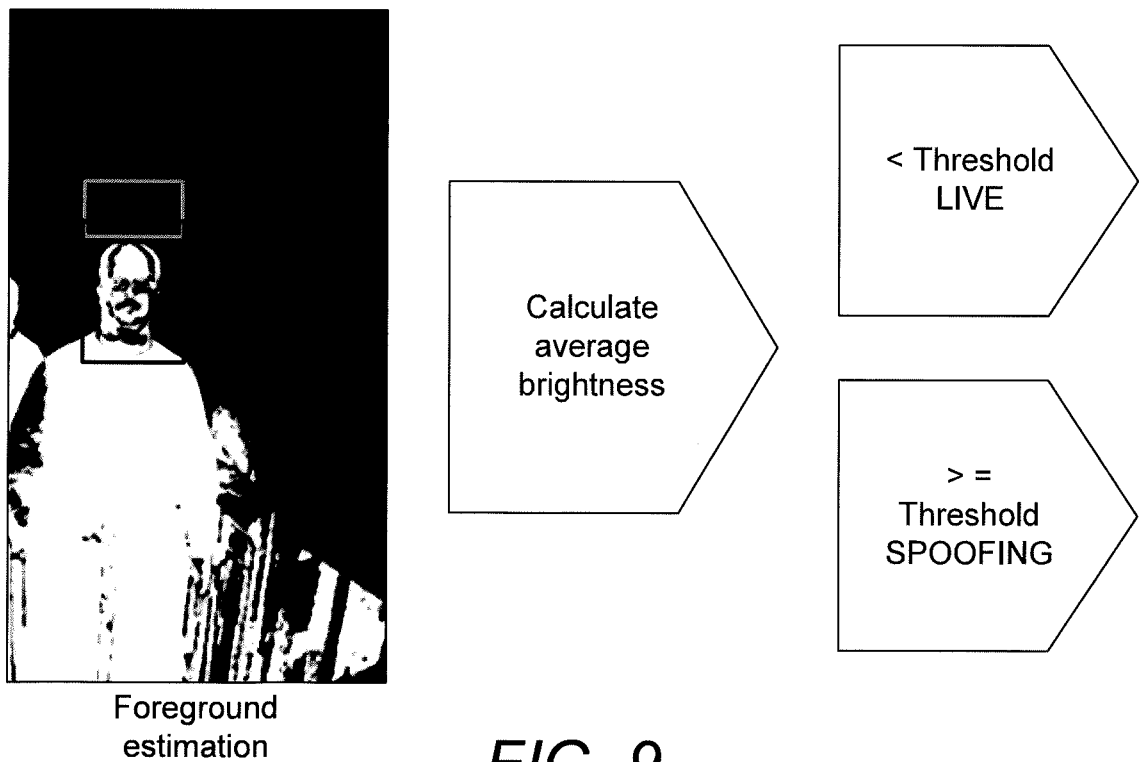 Foreground
estimation
Calculate
average
brightness
< Threshold
LIVE
> =
Threshold
SPOOFING
FIG. 9